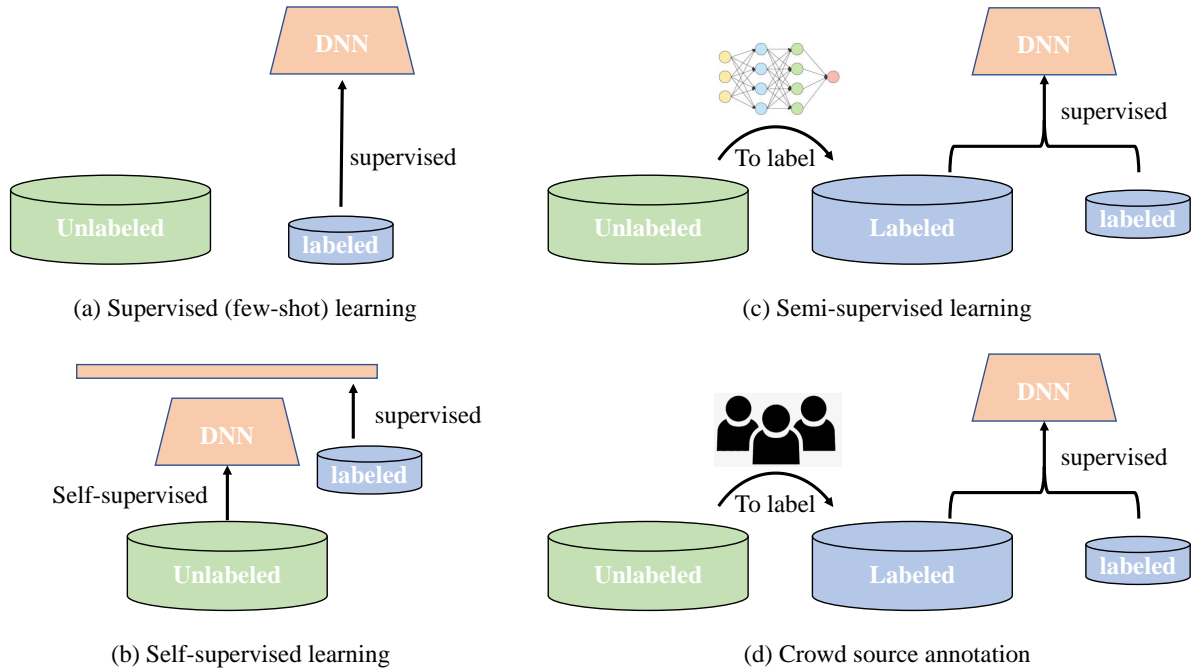 DNN
supervised
Unlabeled
labeled
(a) Supervised (few-shot) learning
DNN
supervised
To label
Unlabeled
Labeled
labeled
(c) Semi-supervised learning
DNN
supervised
labeled
Self-supervised
Unlabeled
(b) Self-supervised learning
DNN
supervised
To label
Unlabeled
Labeled
labeled
(d) Crowd source annotation